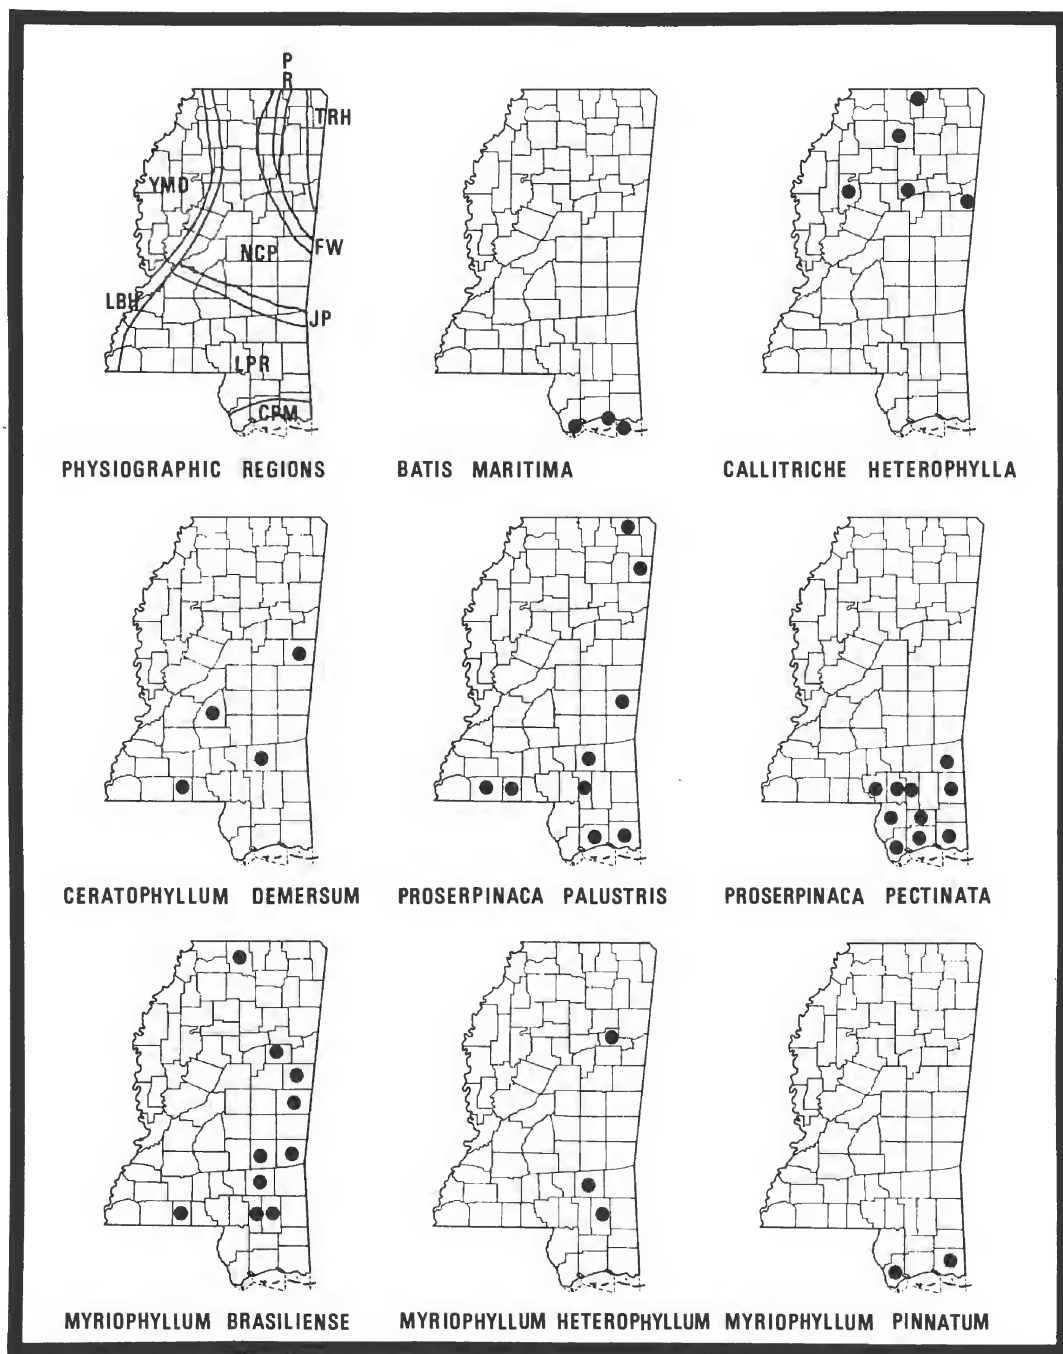 P
R
TRH
YMD
NCP
FW
LBH
JP
LPR
CPM
PHYSIOGRAPHIC REGIONS
BATIS MARITIMA
CALLITRICHE HETEROPHYLLA
CERATOPHYLLUM DEMERSUM
PROSERPINACA PALUSTRIS
PROSERPINACA PECTINATA
MYRIOPHYLLUM BRASILIENSE
MYRIOPHYLLUM HETEROPHYLLUM
MYRIOPHYLLUM PINNATUM